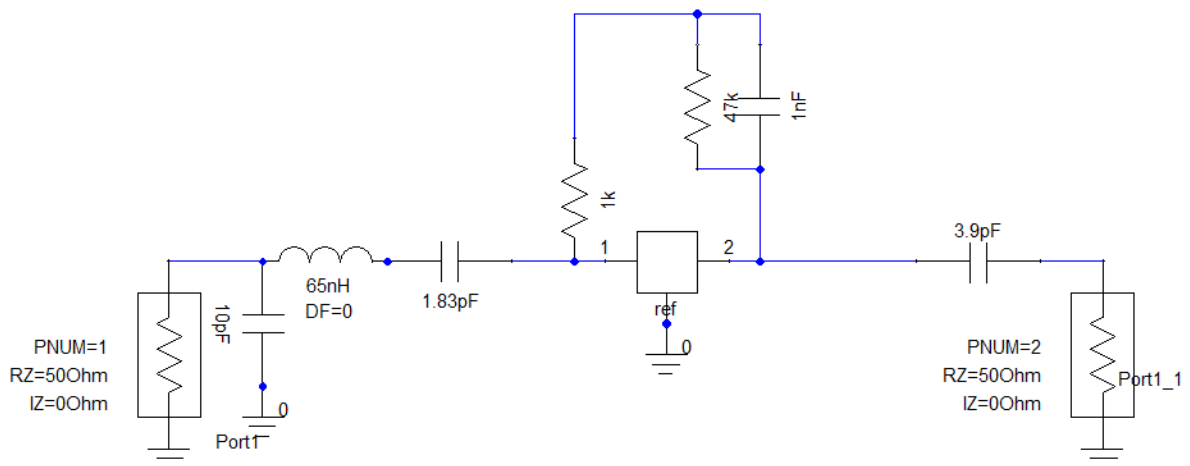 47k
1nF
1k
1
2
3.9pF
65nH
DF=0
1.83pF
10pF
ref
0
PNUM=1
RZ=50Ohm
IZ=0Ohm
0
Port1
PNUM=2
RZ=50Ohm
IZ=0Ohm
Port1_1